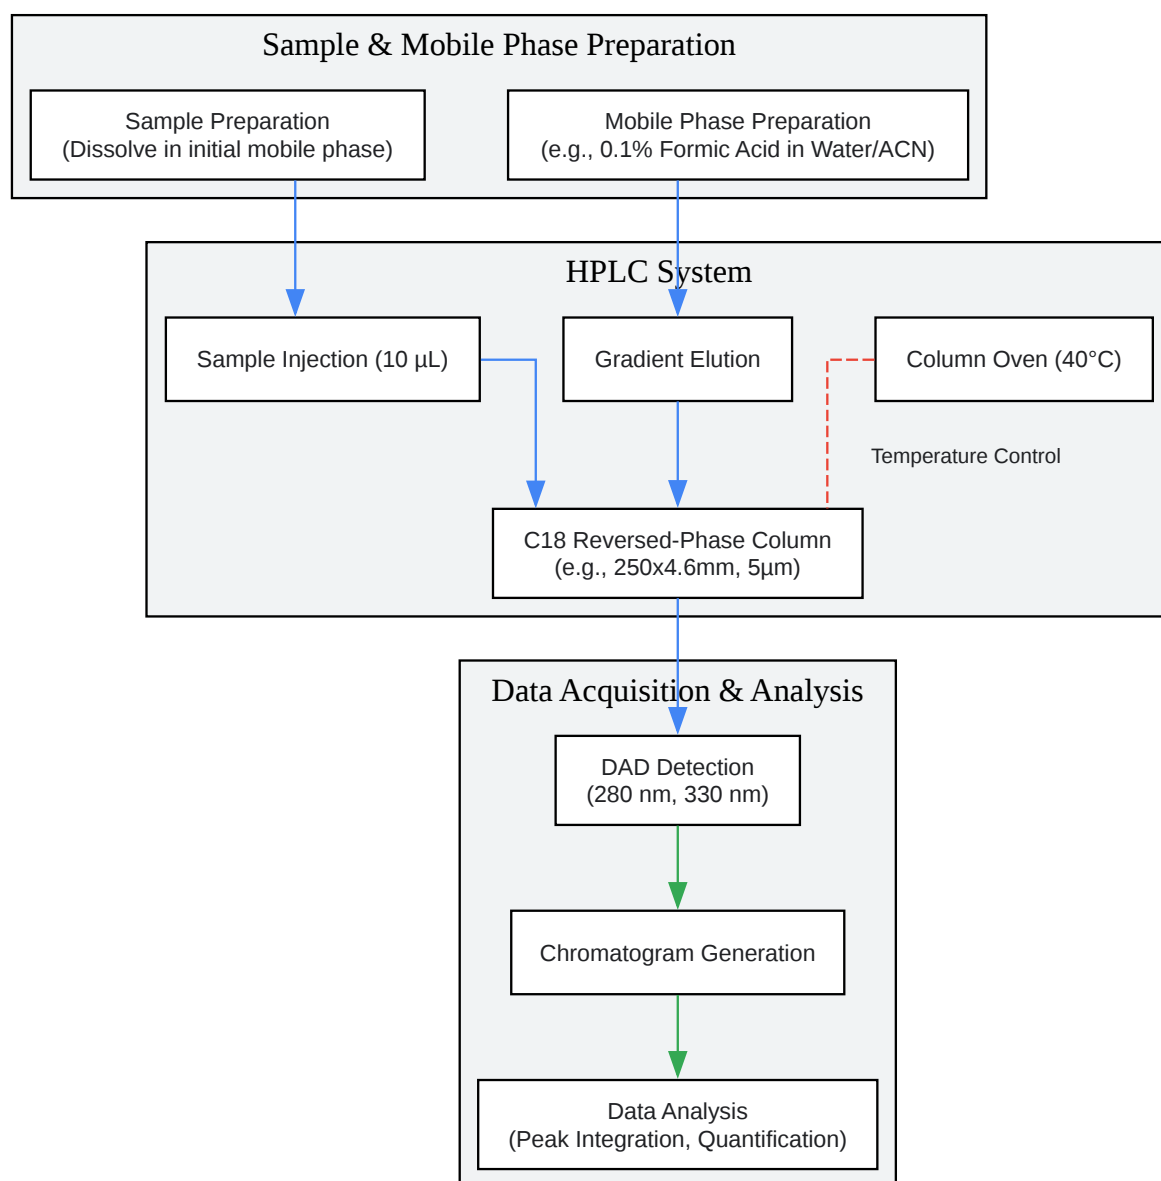 Sample & Mobile Phase Preparation
Sample Preparation
(Dissolve in initial mobile phase)
Mobile Phase Preparation
(e.g., 0.1% Formic Acid in Water/ACN)
HPLC System
Sample Injection (10 µL)
Gradient Elution
Column Oven (40°C)
Temperature Control
C18 Reversed-Phase Column
(e.g., 250x4.6mm, 5µm)
Data Acquisition & Analysis
DAD Detection
(280 nm, 330 nm)
Chromatogram Generation
Data Analysis
(Peak Integration, Quantification)